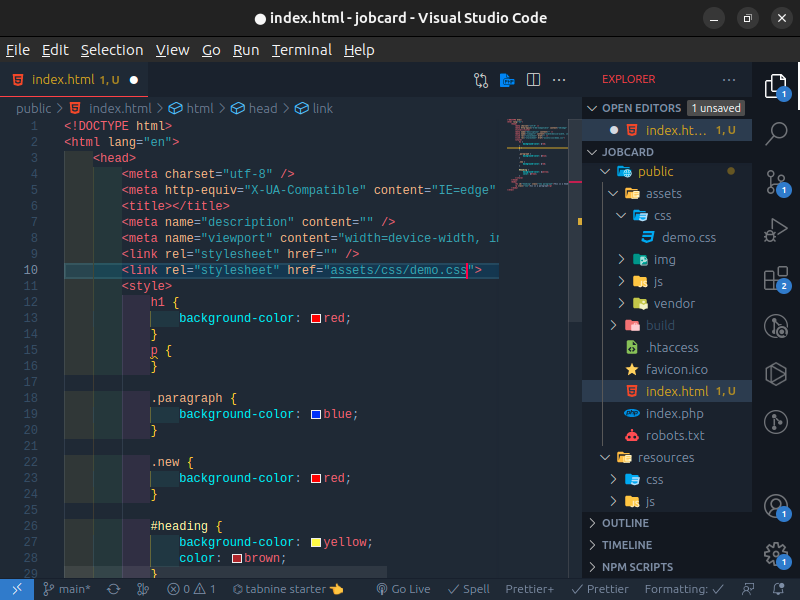 index.html - jobcard - Visual Studio Code
File Edit Selection View Go Run Terminal Help
index.html 1, U
public > index.html > html > head > link
1 <!DOCTYPE html>
2 <html lang="en">
3 <head>
4 <meta charset="utf-8" />
5 <meta http-equiv="X-UA-Compatible" content="IE=edge"
6 <title></title>
7 <meta name="description" content="" />
8 <meta name="viewport" content="width=device-width, in
9 <link rel="stylesheet" href="" />
10 <link rel="stylesheet" href="assets/css/demo.css">
11 <style>
12 h1 {
13 background-color: red;
14 }
15 p {
16 }
17
18 .paragraph {
19 background-color: blue;
20 }
21
22 .new {
23 background-color: red;
24 }
25
26 #heading {
27 background-color: yellow;
28 color: brown;
29 }
EXPLORER
OPEN EDITORS 1 unsaved
index.ht... 1, U
JOBCARD
public
assets
css
demo.css
img
js
vendor
build
.htaccess
favicon.ico
index.html 1, U
index.php
robots.txt
resources
css
js
OUTLINE
TIMELINE
NPM SCRIPTS
1
1
2
1
1
main* 0 1 tabnine starter Go Live Spell Prettier+ Prettier Formatting: